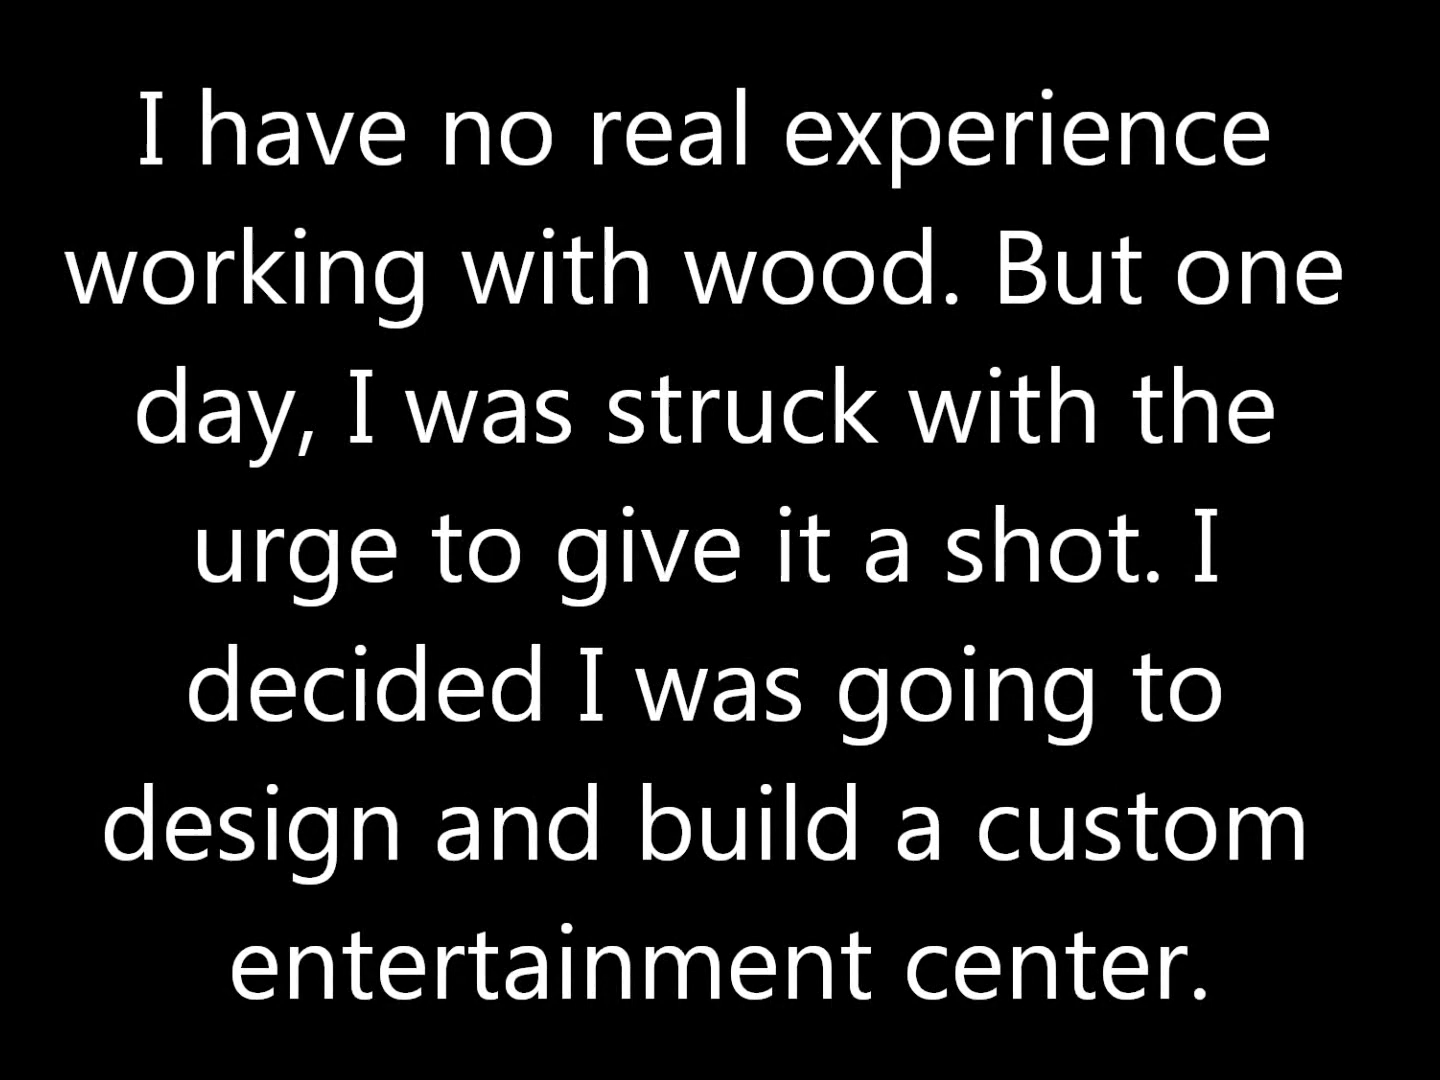 I have no real experience
working with wood. But one
day, I was struck with the
urge to give it a shot. I
decided I was going to
design and build a custom
entertainment center.